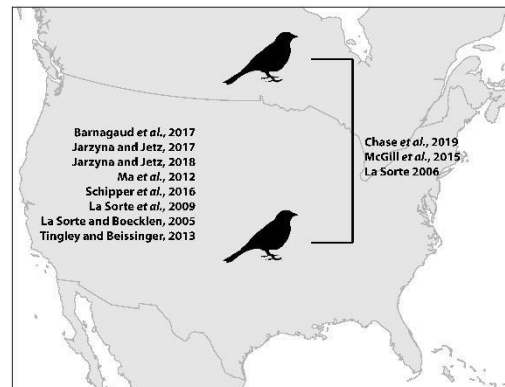 Barnagaud et al., 2017
Jarzyna and Jetz, 2017
Jarzyna and Jetz, 2018
Ma et al., 2012
Schipper et al., 2016
La Sorte et al., 2009
La Sorte and Boecklen, 2005
Tingley and Beissinger, 2013
Chase et al., 2019
McGill et al., 2015
La Sorte 2006